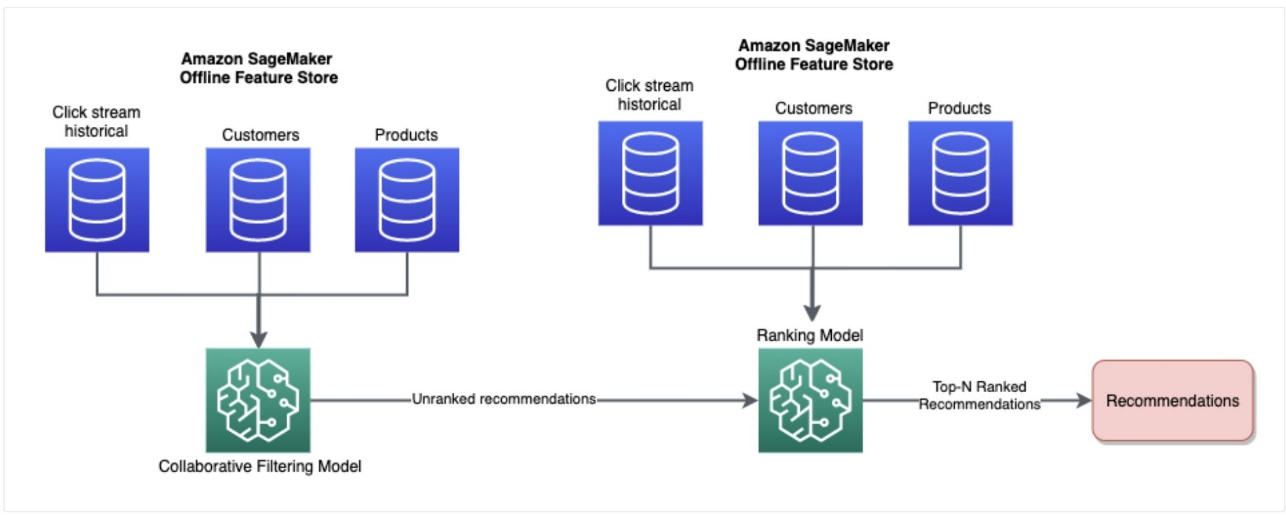 Amazon SageMaker
Offline Feature Store
Click stream
historical
Customers
Products
Collaborative Filtering Model
Unranked recommendations
Amazon SageMaker
Offline Feature Store
Click stream
historical
Customers
Products
Ranking Model
Top-N Ranked
Recommendations
Recommendations